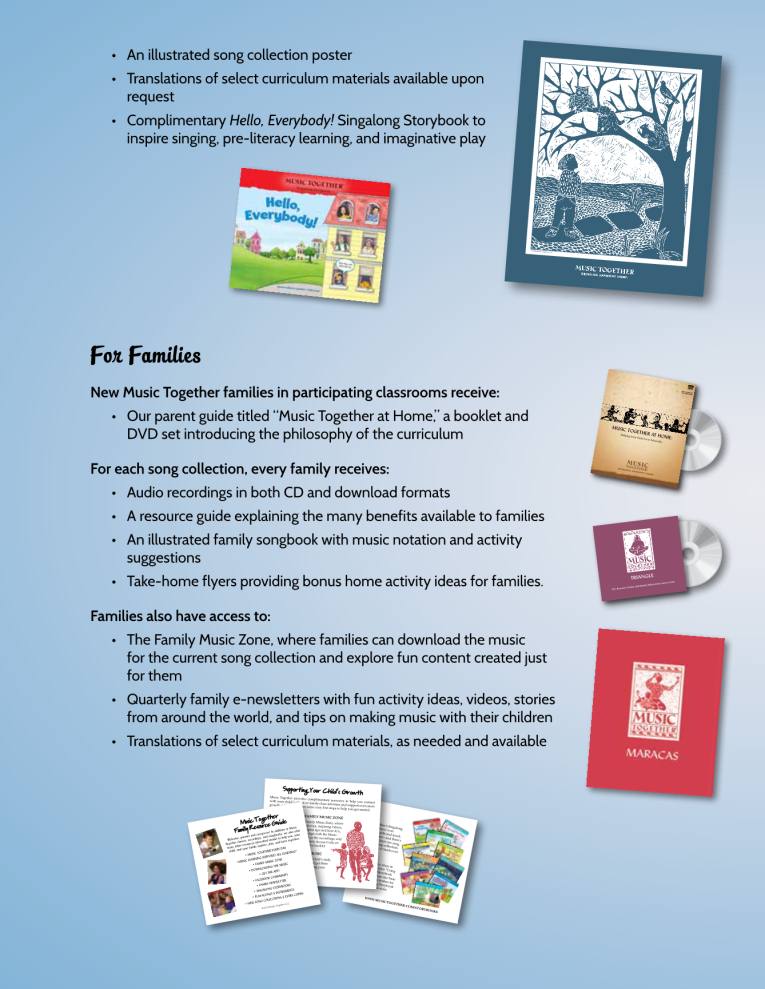 • An illustrated song collection poster
• Translations of select curriculum materials available upon
request
• Complimentary Hello, Everybody! Singalong Storybook to
inspire singing, pre-literacy learning, and imaginative play
MUSIC TOGETHER
Hello,
Everybody!
MUSIC TOGETHER
For Families
New Music Together families in participating classrooms receive:
• Our parent guide titled “Music Together at Home,” a booklet and
DVD set introducing the philosophy of the curriculum
MUSIC TOGETHER AT HOME
MUSIC
For each song collection, every family receives:
• Audio recordings in both CD and download formats
• A resource guide explaining the many benefits available to families
• An illustrated family songbook with music notation and activity
suggestions
• Take-home flyers providing bonus home activity ideas for families.
MUSIC
TOGETHER
TRIANGLE
Families also have access to:
• The Family Music Zone, where families can download the music
for the current song collection and explore fun content created just
for them
• Quarterly family e-newsletters with fun activity ideas, videos, stories
from around the world, and tips on making music with their children
• Translations of select curriculum materials, as needed and available
MUSIC
TOGETHER
MARACAS
Supporting Your Child's Growth
FAMILY MUSIC ZONE
Music Together
Family Resource Guide